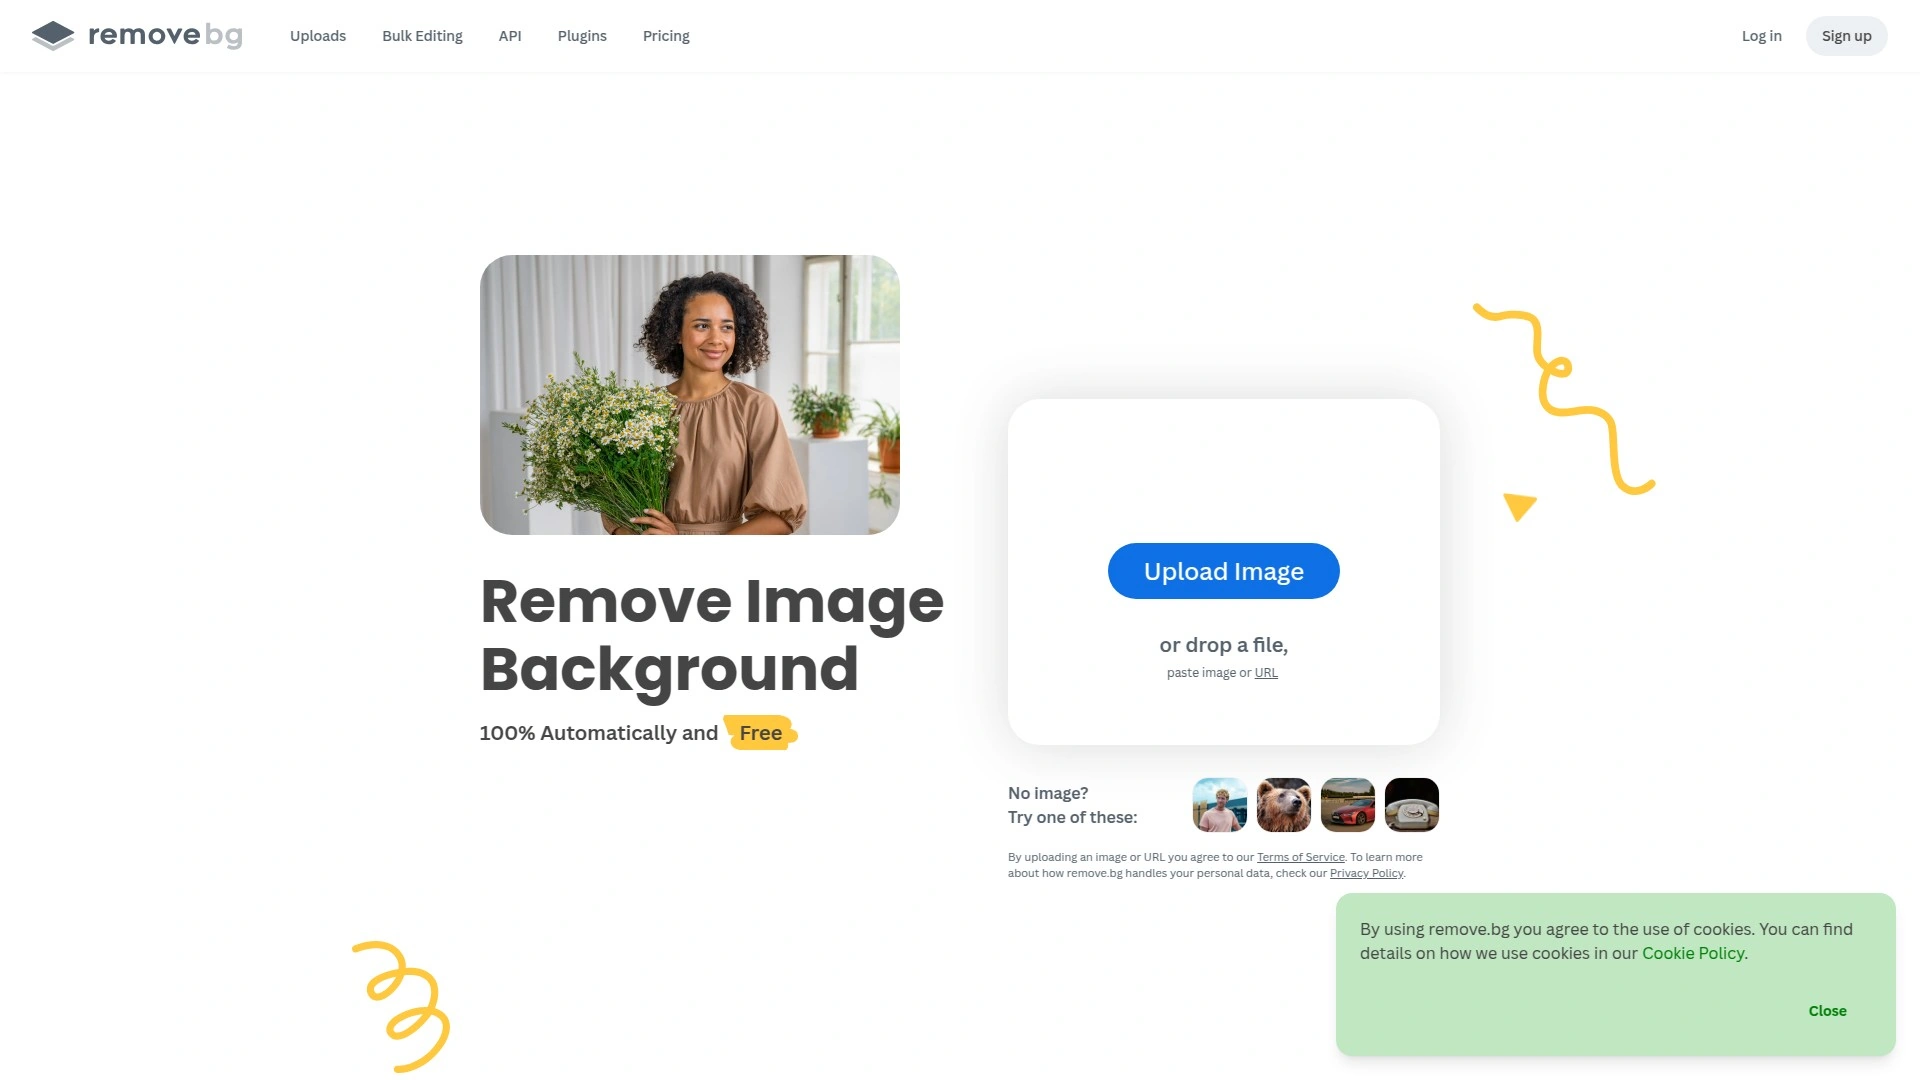 removebg
Uploads
Bulk Editing
API
Plugins
Pricing
Log in
Sign up
Remove Image
Background
100% Automatically and Free
Upload Image
or drop a file,
paste image or URL
No image?
Try one of these:
By uploading an image or URL you agree to our Terms of Service. To learn more
about how remove.bg handles your personal data, check our Privacy Policy.
By using remove.bg you agree to the use of cookies. You can find
details on how we use cookies in our Cookie Policy.
Close